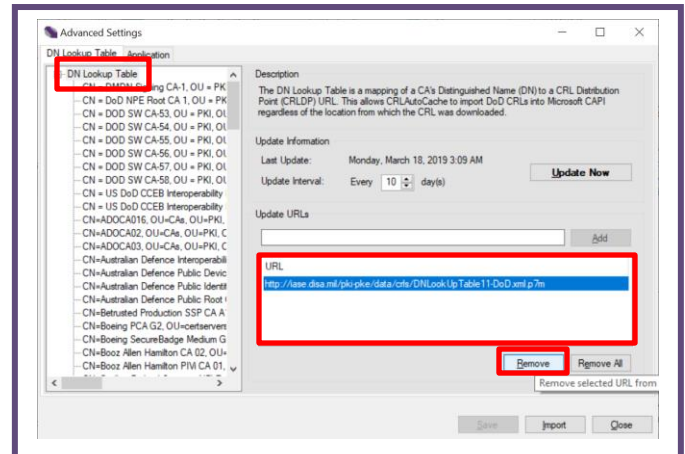 Advanced Settings
DN Lookup Table Application
DN Lookup Table
CN = DMDN Signing CA-1, OU = PK
CN = DoD NPE Root CA 1, OU = PK
CN = DOD SW CA-53, OU = PKI, OU
CN = DOD SW CA-54, OU = PKI, OU
CN = DOD SW CA-55, OU = PKI, OU
CN = DOD SW CA-56, OU = PKI, OU
CN = DOD SW CA-57, OU = PKI, OU
CN = DOD SW CA-58, OU = PKI, OU
CN = US DoD CCEB Interoperability
CN = US DoD CCEB Interoperability
CN=ADOCA016, OU=CAs, OU=PKI,
CN=ADOCA02, OU=CAs, OU=PKI, C
CN=ADOCA03, OU=CAs, OU=PKI, C
CN=Australian Defence Interoperabili
CN=Australian Defence Public Devic
CN=Australian Defence Public Identit
CN=Australian Defence Public Root
CN=Betrusted Production SSP CA A
CN=Boeing PCA G2, OU=certservers
CN=Boeing SecureBadge Medium G
CN=Booz Allen Hamilton CA 02, OU=
CN=Booz Allen Hamilton PIVi CA 01,
Description
The DN Lookup Table is a mapping of a CA's Distinguished Name (DN) to a CRL Distribution
Point (CRLDP) URL. This allows CRLAutoCache to import DoD CRLs into Microsoft CAPI
regardless of the location from which the CRL was downloaded.
Update Information
Last Update: Monday, March 18, 2019 3:09 AM
Update Now
Update Interval: Every 10 day(s)
Update URLs
Add
URL
http://iase.disa.mil/pki-pke/data/crls/DNLookUpTable11-DoD.xml.p7m
Remove Remove All
Remove selected URL from
Save Import Close